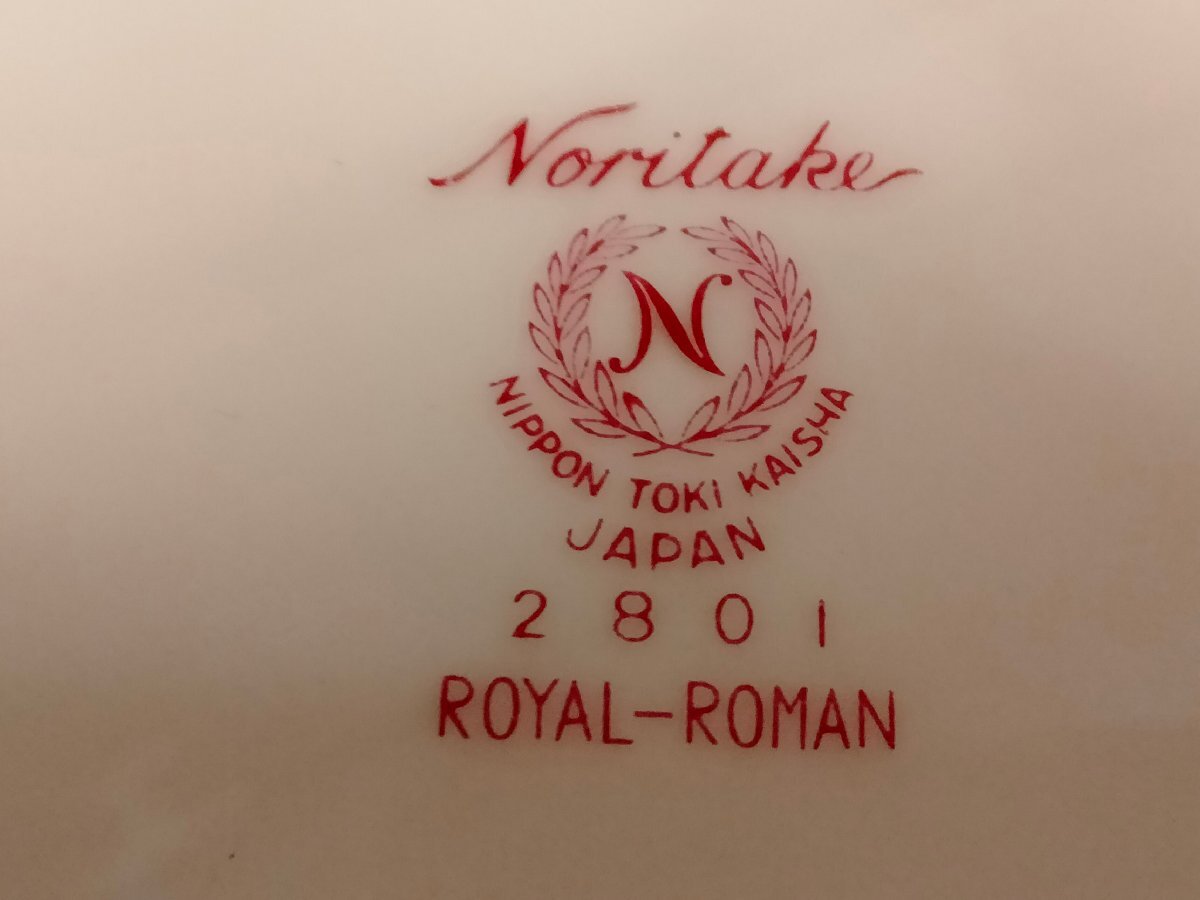 Noritake
N
NIPPON TOKI KAISHA
JAPAN
2801
ROYAL-ROMAN